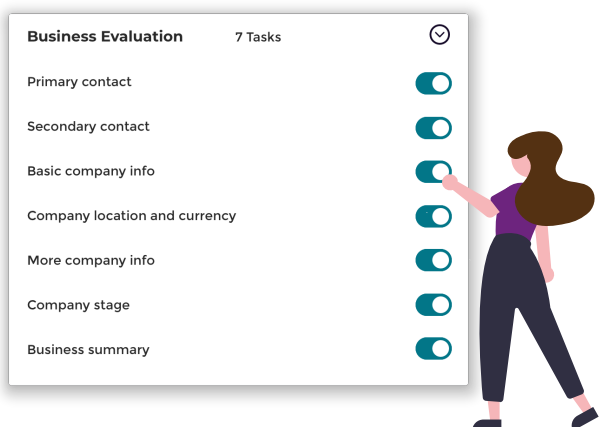 Business Evaluation 7 Tasks
Primary contact
Secondary contact
Basic company info
Company location and currency
More company info
Company stage
Business summary